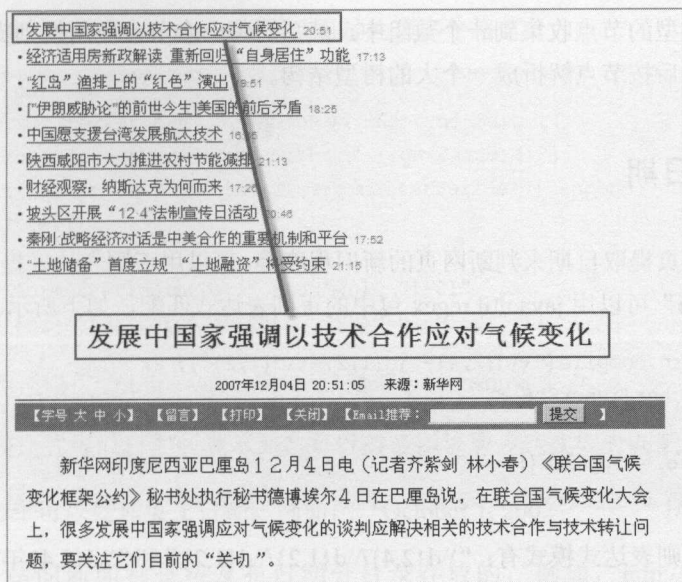 发展中国家强调以技术合作应对气候变化 20:51
· 经济适用房新政解读 重新回归“自身居住”功能 17:13
· “红岛”渔排上的“红色”演出
· ["伊朗威胁论"的前世今生]美国的前后矛盾 18:25
· 中国愿支援台湾发展航太技术
· 陕西咸阳市大力推进农村节能减排 21:13
· 财经观察：纳斯达克为何而来 17:26
· 坡头区开展“12·4”法制宣传日活动 20:46
· 秦刚 战略经济对话是中美合作的重要机制和平台 17:52
· “土地储备”首度立规 “土地融资”将受约束 21:15
发展中国家强调以技术合作应对气候变化
2007年12月04日 20:51:05 来源：新华网
【字号 大 中 小】 【留言】 【打印】 【关闭】 【Email推荐： 提交 】
新华网印度尼西亚巴厘岛12月4日电（记者齐紫剑 林小春）《联合国气候
变化框架公约》秘书处执行秘书德博埃尔4日在巴厘岛说，在联合国气候变化大会
上，很多发展中国家强调应对气候变化的谈判应解决相关的技术合作与技术转让问
题，要关注它们目前的“关切”。